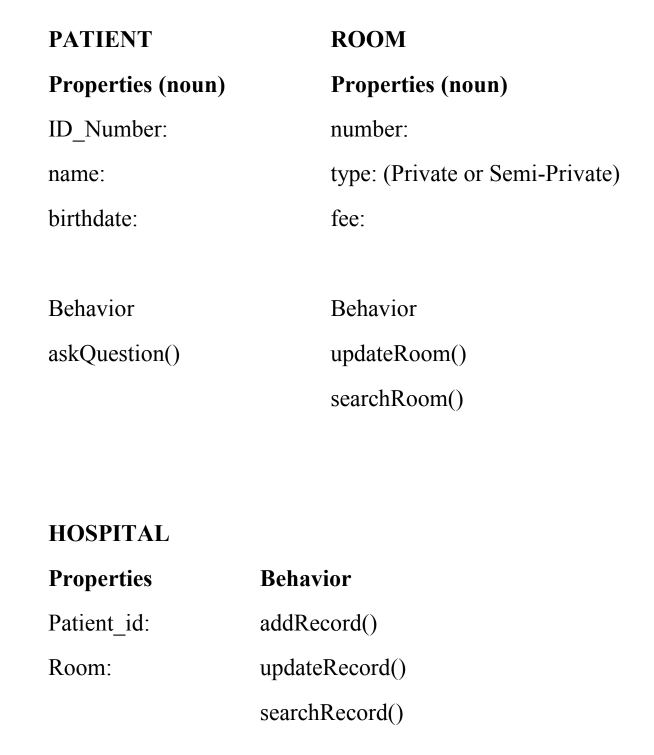 PATIENT ROOM
Properties (noun) Properties (noun)
ID_Number: number:
name: type: (Private or Semi-Private)
birthdate: fee:
Behavior Behavior
askQuestion() updateRoom()
searchRoom()
HOSPITAL
Properties Behavior
Patient_id: addRecord()
Room: updateRecord()
searchRecord()